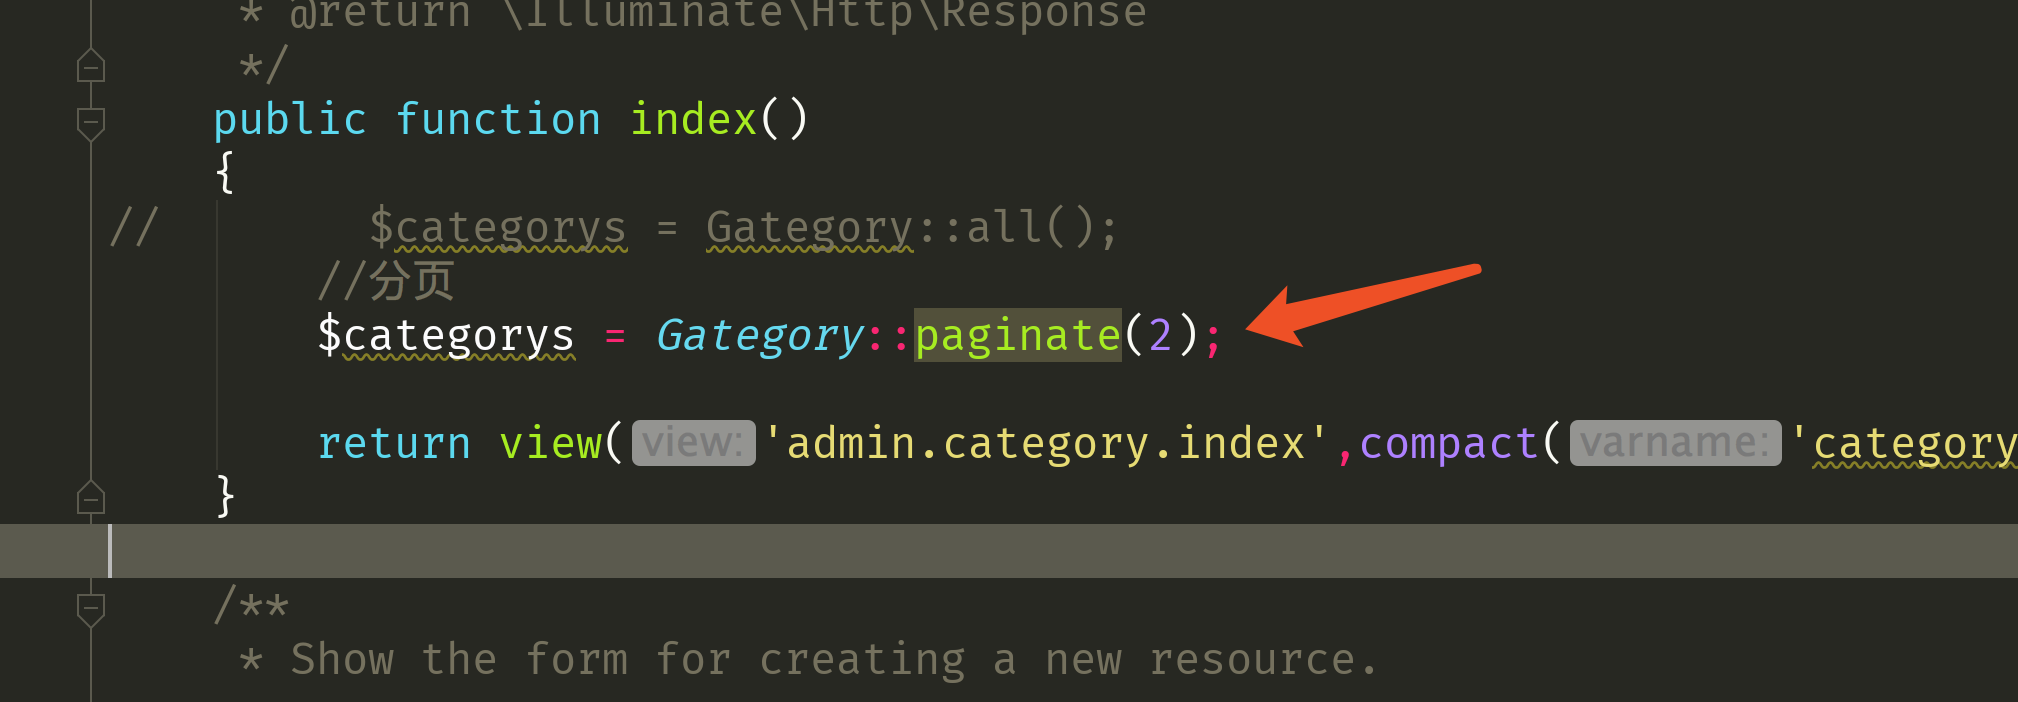 * @return \Illuminate\Http\Response
*/
public function index()
{
// $categorys = Gategory::all();
//分页
$categorys = Gategory::paginate(2);
return view( view: 'admin.category.index',compact( varname: 'category
}
/**
* Show the form for creating a new resource.